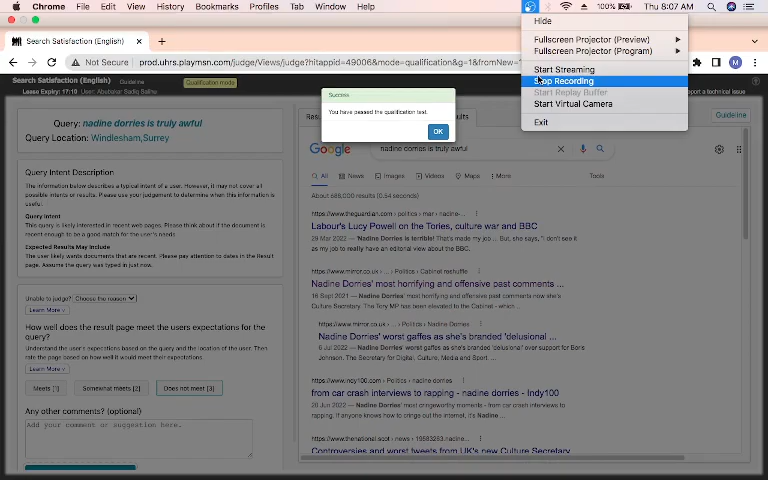 Chrome File Edit View History Bookmarks Profiles Tab Window Help 100% Thu 8:07 AM
Search Satisfaction (English)
Not Secure prod.uhrs.playmsn.com/judge/Views/judge?hitappid=49006&mode=qualification&g=1&fromNew=
M
Hide
Fullscreen Projector (Preview)
Fullscreen Projector (Program)
Start Streaming
Stop Recording
Start Replay Buffer
Start Virtual Camera
Exit
Search Satisfaction (English) Guideline Qualification mode
Lease Expiry: 17:10 User: Abubakar Sadiq Salihu
a technical issue
Success
You have passed the qualification test.
OK
Query: nadine dorries is truly awful
Query Location: Windlesham,Surrey
Guideline
Google nadine dorries is truly awful
All News Images Videos Maps More Tools
About 688,000 results (0.54 seconds)
Query Intent Description
The information below describes a typical intent of a user. However, it may not cover all
possible intents or results. Please use your judgement to determine when this information is
useful.
Query Intent
This query is likely interested in recent web pages. Please think about if the document is
recent enough to be a good match for the user's needs
Expected Results May Include
The user likely wants documents that are recent. Please pay attention to dates in the Result
page. Assume the query was typed in just now.
Unable to judge? Choose the reason
Learn More
How well does the result page meet the users expectations for the
query?
Understand the user's expectations based on the query and the location of the user. Then
rate the page based on how well it would meet their expectations.
Learn More
Meets [1] Somewhat meets [2] Does not meet [3]
Any other comments? (optional)
Add your comment or suggestion here...
https://www.theguardian.com › politics › mar › nadine-
Labour's Lucy Powell on the Tories, culture war and BBC
29 Mar 2022 — 'Nadine Dorries is terrible! That's made my job ... But, she says, "I don't see it
as my job to really have an editorial view about the BBC.
https://www.mirror.co.uk › ... › Politics › Cabinet reshuffle
Nadine Dorries' most horrifying and offensive past comments ...
16 Sept 2021 — Nadine Dorries' most horrifying and offensive past comments now she's
Culture Secretary. The Tory MP has been elevated to the Cabinet - which ...
https://www.mirror.co.uk › ... › Politics › Nadine Dorries
Nadine Dorries' worst gaffes as she's branded 'delusional ...
6 Jul 2022 — Nadine Dorries' worst gaffes as she's branded 'delusional' over support for Boris
Johnson. The Secretary for Digital, Culture, Media and Sport, ...
https://www.indy100.com › Politics › nadine dorries
from car crash interviews to rapping - nadine dorries - Indy100
28 Jun 2022 — Nadine Dorries' most cringeworthy moments - from car crash interviews to
rapping. If anyone knows how to cringe out the internet, it's Nadine...
https://www.thenational.scot › news › 19583263.nadine...
Controversies and worst tweets from UK's new Culture Secretary